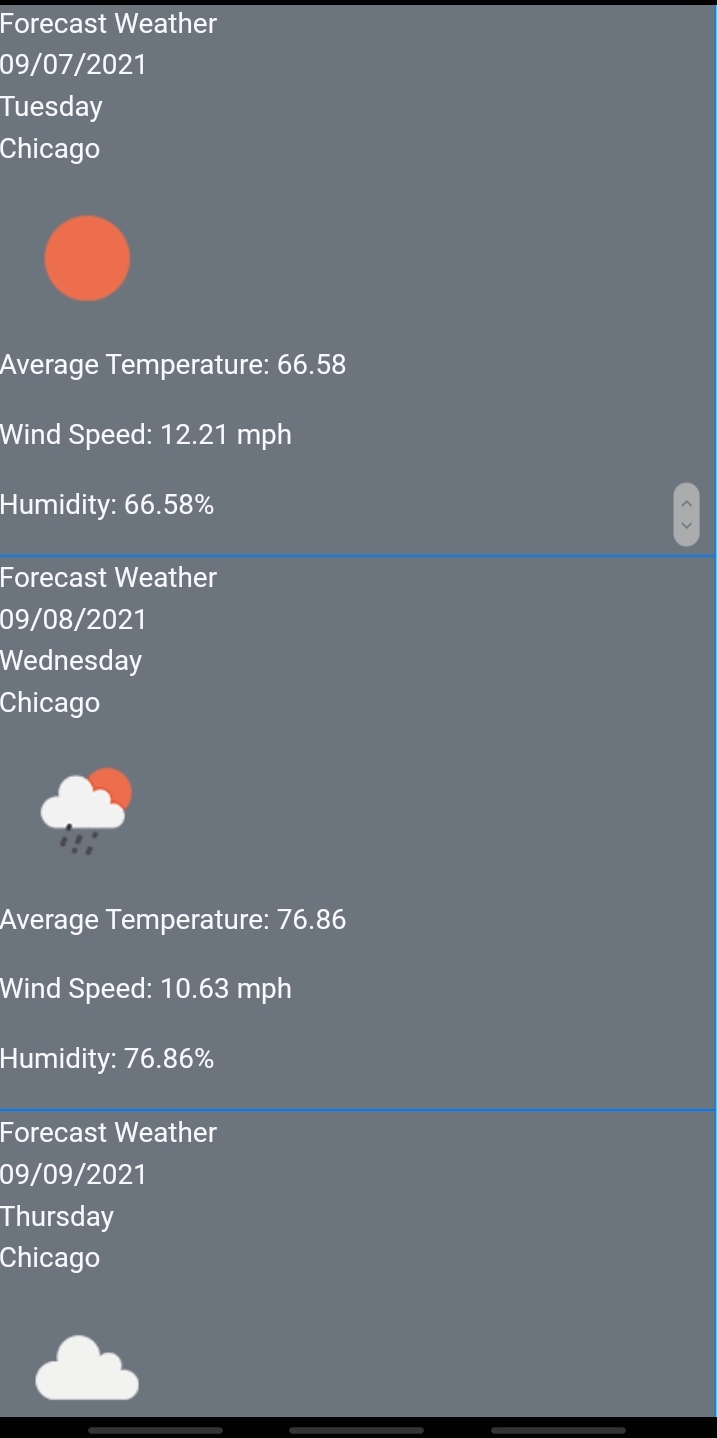 Forecast Weather
09/07/2021
Tuesday
Chicago
Average Temperature: 66.58
Wind Speed: 12.21 mph
Humidity: 66.58%
Forecast Weather
09/08/2021
Wednesday
Chicago
Average Temperature: 76.86
Wind Speed: 10.63 mph
Humidity: 76.86%
Forecast Weather
09/09/2021
Thursday
Chicago